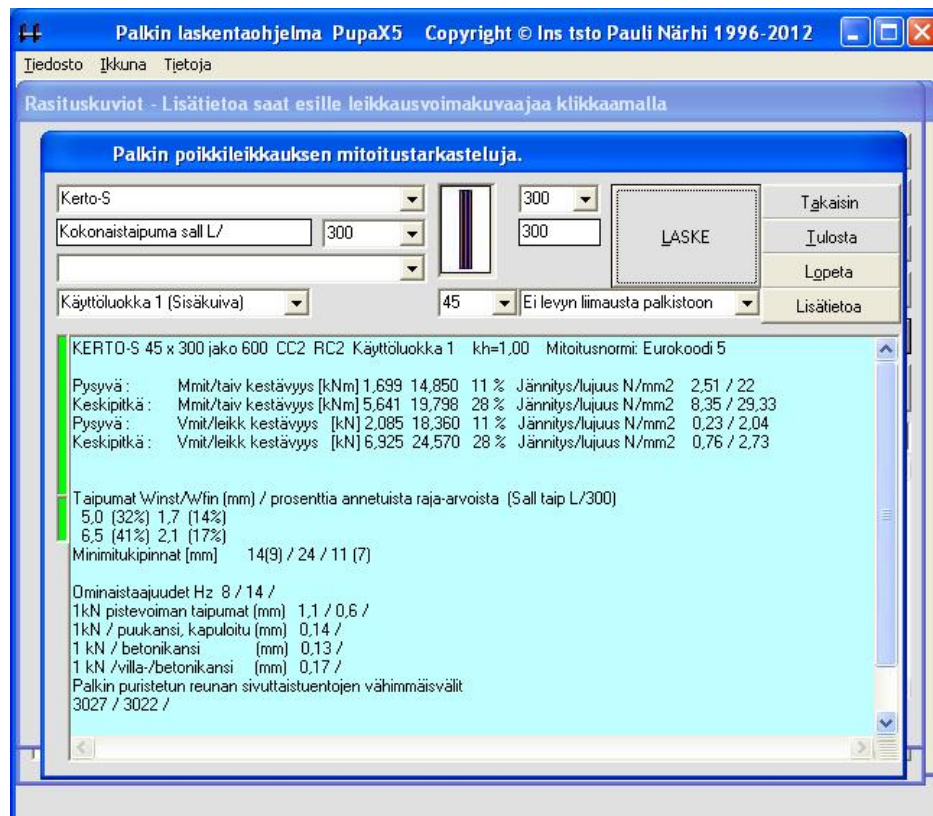 Palkin laskentaohjelma PupaX5 Copyright © Ins tsto Pauli Närhi 1996-2012
Tiedosto Ikkuna Tietoja
Rasituskuviot - Lisätietoa saat esille leikkausvoimakuvaajaa klikkaamalla
Palkin poikkileikkauksen mitoitustarkasteluja.
Kerto-S 300 Takaisin
Kokonaistaipuma sall L/ 300 300 LASKE Tulosta
Lopeta
Käyttöluokka 1 (Sisäkuiva) 45 Ei levyn liimausta palkistoon Lisätietoa
KERTO-S 45 x 300 jako 600 CC2 RC2 Käyttöluokka 1 kh=1,00 Mitoitusnormi: Eurokoodi 5
Pysyvä : Mmit/taiv kestävyys [kNm] 1,699 14,850 11 % Jännitys/lujuus N/mm2 2,51 / 22
Keskipitkä : Mmit/taiv kestävyys [kNm] 5,641 19,798 28 % Jännitys/lujuus N/mm2 8,35 / 29,33
Pysyvä : Vmit/leikk kestävyys [kN] 2,085 18,360 11 % Jännitys/lujuus N/mm2 0,23 / 2,04
Keskipitkä : Vmit/leikk kestävyys [kN] 6,925 24,570 28 % Jännitys/lujuus N/mm2 0,76 / 2,73
Taipumat Winst/Wfin (mm) / prosenttia annetuista raja-arvoista (Sall taip L/300)
5,0 (32%) 1,7 (14%)
6,5 (41%) 2,1 (17%)
Minimitukipinnat [mm] 14(9) / 24 / 11 (7)
Ominaistaajuudet Hz 8 / 14 /
1kN pistevoiman taipumat (mm) 1,1 / 0,6 /
1kN / puukansi, kapuloitu (mm) 0,14 /
1 kN / betonikansi (mm) 0,13 /
1 kN /villa-/betonikansi (mm) 0,17 /
Palkin puristetun reunan sivuttaistuentojen vähimmäisvälit
3027 / 3022 /